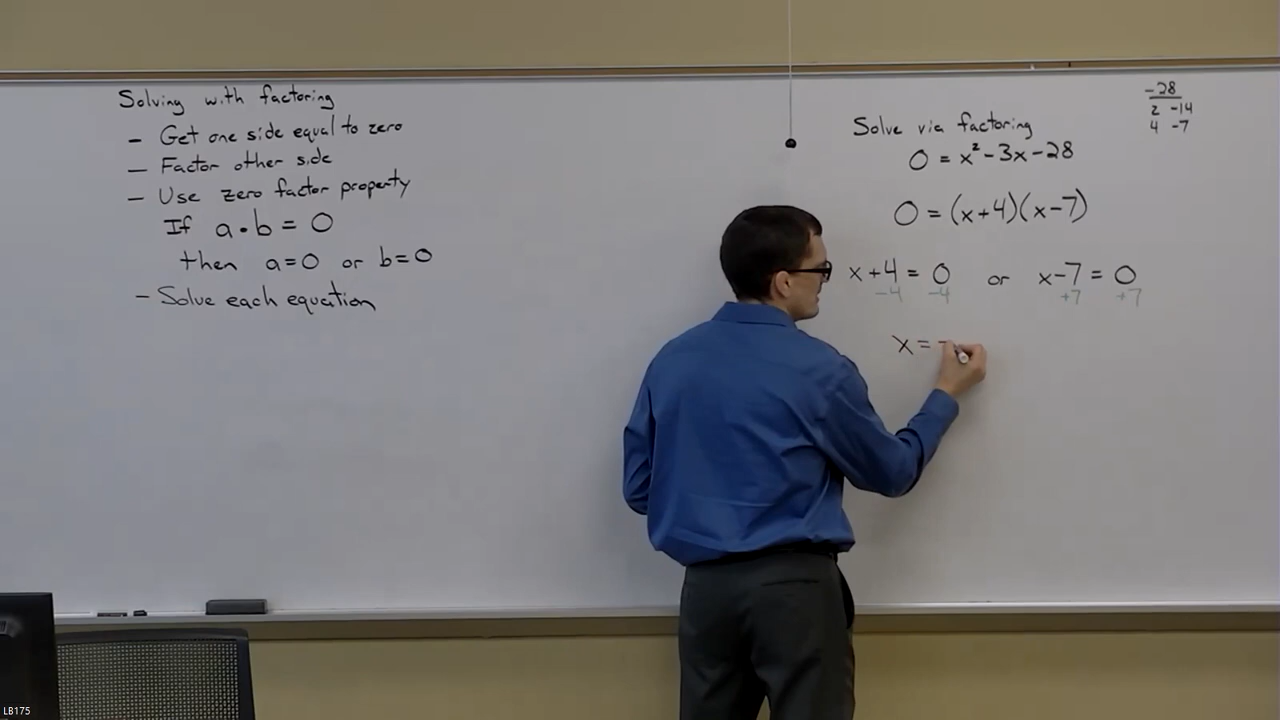 Solving with factoring
- Get one side equal to zero
- Factor other side
- Use zero factor property
If a • b = 0
then a=0 or b=0
- Solve each equation
-28
2 -14
4 -7
Solve via factoring
0 = x² - 3x - 28
0 = (x+4)(x-7)
x+4 = 0 or x-7 = 0
-4 -4 +7 +7
x = -
LB175